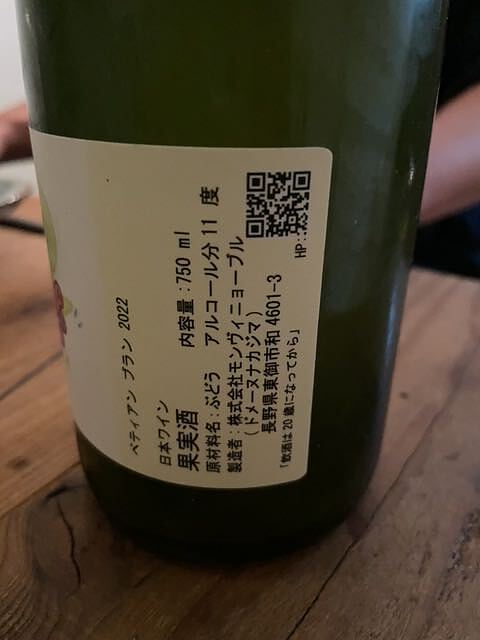 ペティアン ブラン 2022
日本ワイン
果実酒 内容量:750 ml
原材料名:ぶどう アルコール分 11 度
製造者:株式会社モンヴィニョーブル
(ドメーヌナカジマ)
長野県東御市和 4601-3
「飲酒は 20 歳になってから」
HP: